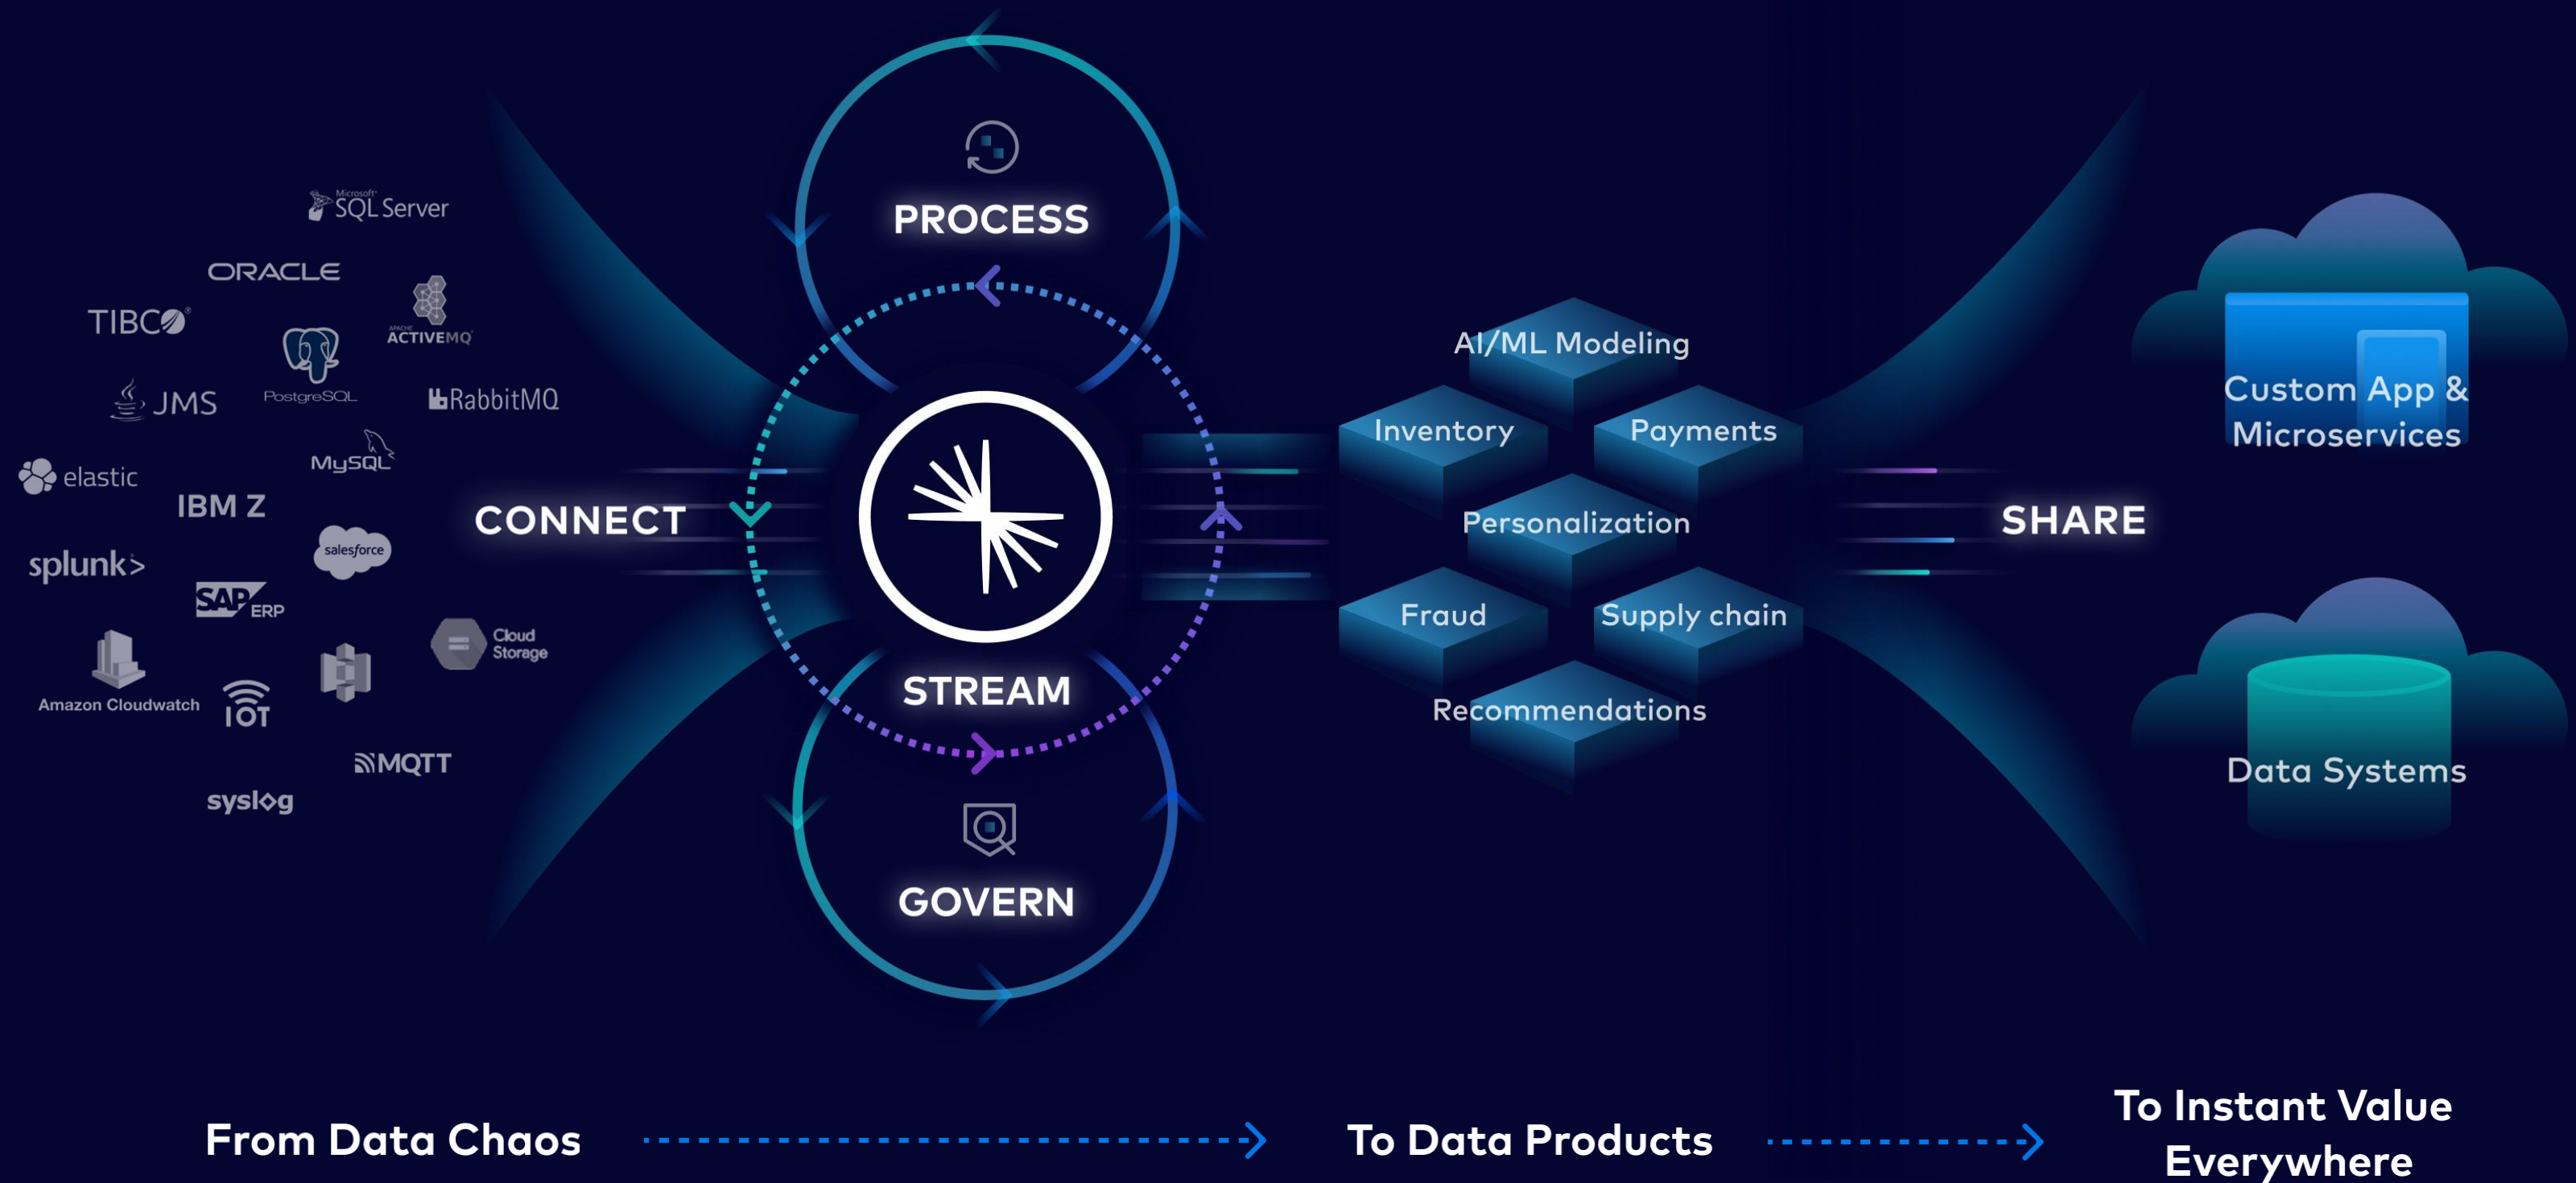 Microsoft®
SQL Server
ORACLE
TIBCO®
APACHE
ACTIVEMQ
PostgreSQL
JMS
RabbitMQ
MySQL
elastic
IBM Z
salesforce
splunk>
SAP ERP
Cloud
Storage
Amazon Cloudwatch
IOT
MQTT
syslog
CONNECT
PROCESS
STREAM
GOVERN
AI/ML Modeling
Inventory
Payments
Personalization
Fraud
Supply chain
Recommendations
SHARE
Custom App &
Microservices
Data Systems
From Data Chaos
To Data Products
To Instant Value
Everywhere